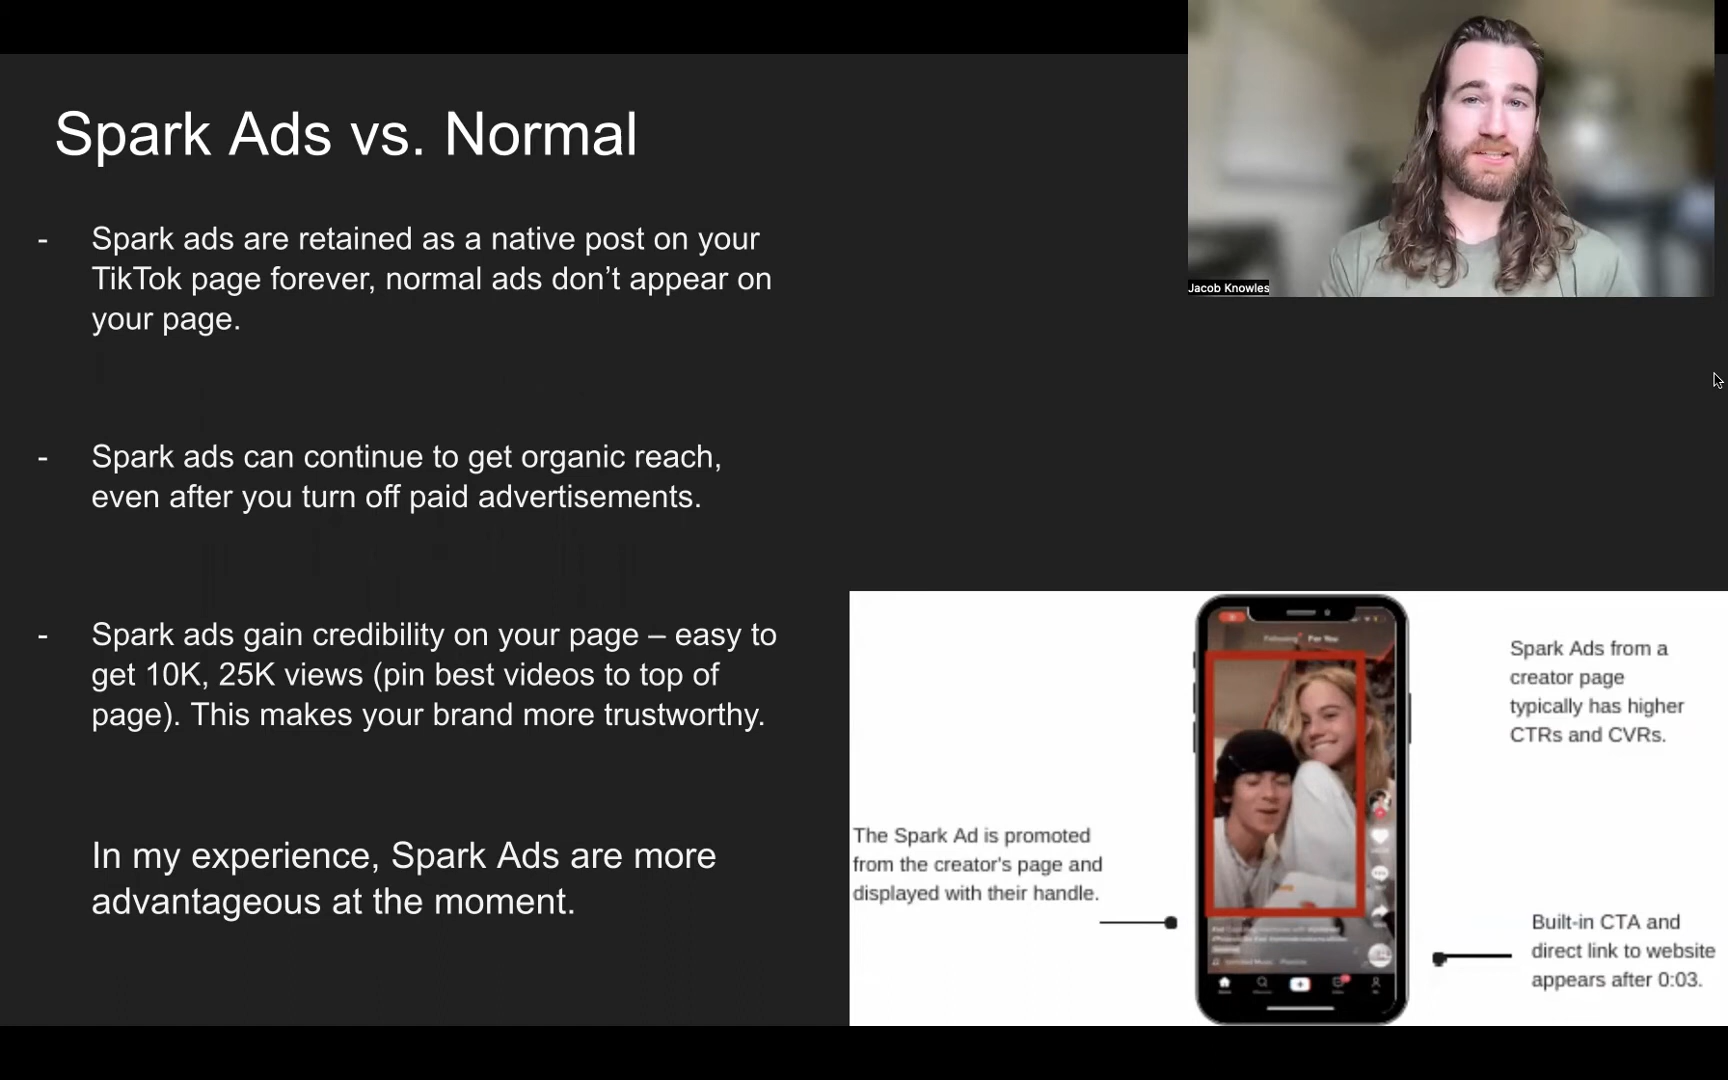 Spark Ads vs. Normal
- Spark ads are retained as a native post on your
TikTok page forever, normal ads don’t appear on
your page.
- Spark ads can continue to get organic reach,
even after you turn off paid advertisements.
- Spark ads gain credibility on your page – easy to
get 10K, 25K views (pin best videos to top of
page). This makes your brand more trustworthy.
In my experience, Spark Ads are more
advantageous at the moment.
Jacob Knowles
Following For You
Spark Ads from a
creator page
typically has higher
CTRs and CVRs.
The Spark Ad is promoted
from the creator's page and
displayed with their handle.
Built-in CTA and
direct link to website
appears after 0:03.